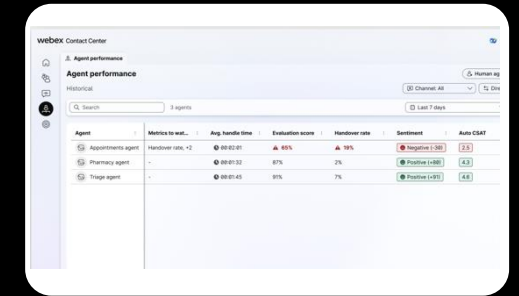 webex Contact Center
Agent performance
Agent performance
Human ag
Historical
Channel: All
Dire
Search
3 agents
Last 7 days
Agent Metrics to wat... Avg. handle time Evaluation score Handover rate Sentiment Auto CSAT
Appointments agent Handover rate, +2 00:02:01 65% 18% Negative (-38) 2.5
Pharmacy agent - 00:01:32 87% 2% Positive (+88) 4.3
Triage agent - 00:01:45 91% 7% Positive (+91) 4.6